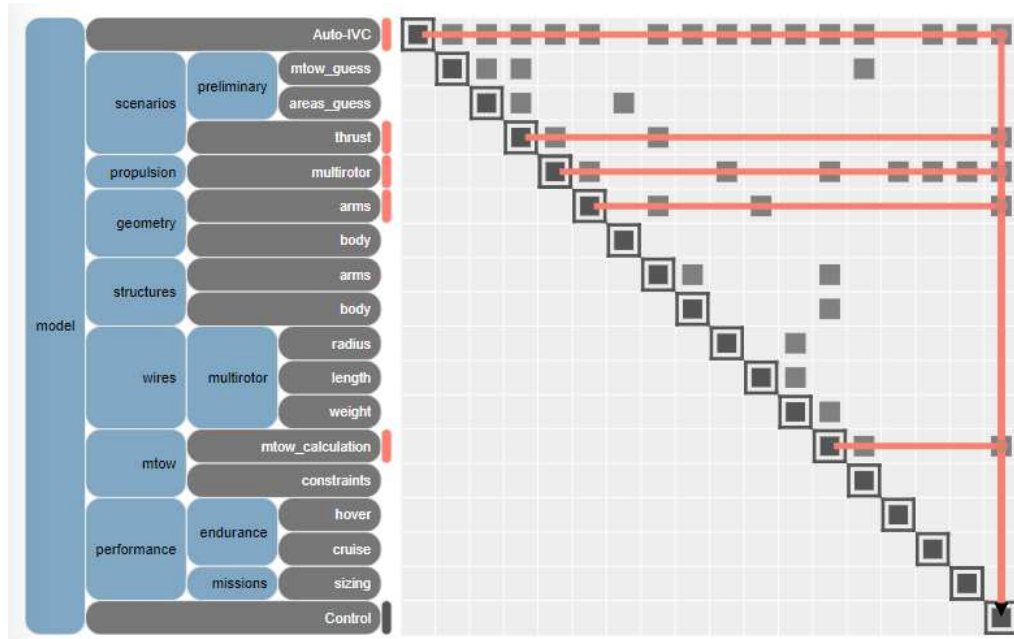 Auto-IVC
mtow_guess
preliminary
scenarios
areas_guess
thrust
propulsion
multirotor
arms
geometry
body
arms
structures
body
model
radius
wires
multirotor
length
weight
mtow_calculation
mtow
constraints
hover
endurance
performance
cruise
missions
sizing
Control